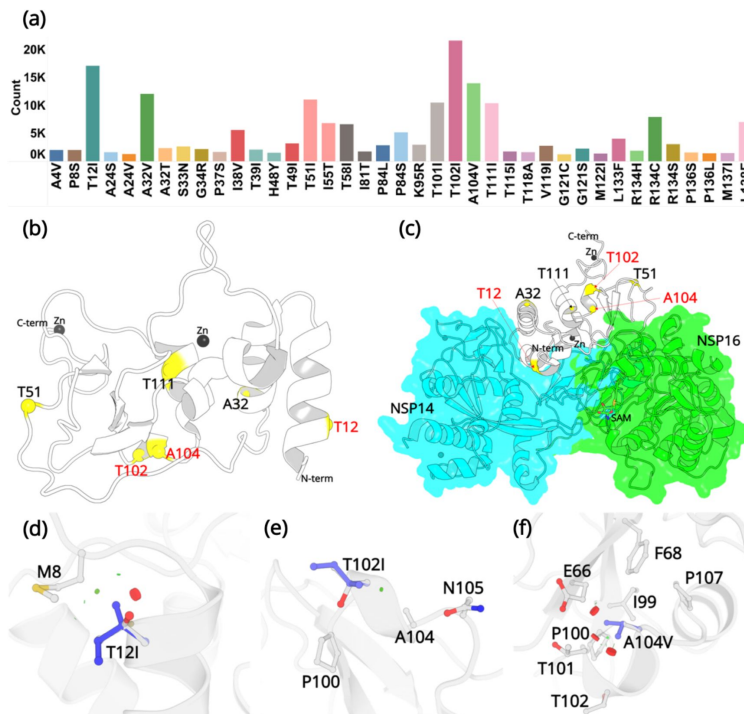 (a)
20K
15K
10K
5K
0K
Count
A4V
P8S
T12I
A24S
A24V
A32V
A32T
S33N
G34R
P37S
I38V
T39I
H48Y
T49I
T51I
I55T
T58I
I81T
P84L
P84S
K95R
T101I
T102I
A104V
T111I
T115I
T118A
V119I
G121C
G121S
M122I
L133F
R134H
R134C
R134S
P136S
P136L
M137I
(b)
C-term
Zn
Zn
T51
T111
A32
T12
T102
A104
N-term
(c)
C-term
Zn
T102
T111
T51
T12
A32
A104
N-term
Zn
NSP16
NSP14
SAM
(d)
M8
T12I
(e)
T102I
N105
A104
P100
(f)
F68
E66
P107
I99
P100
A104V
T101
T102